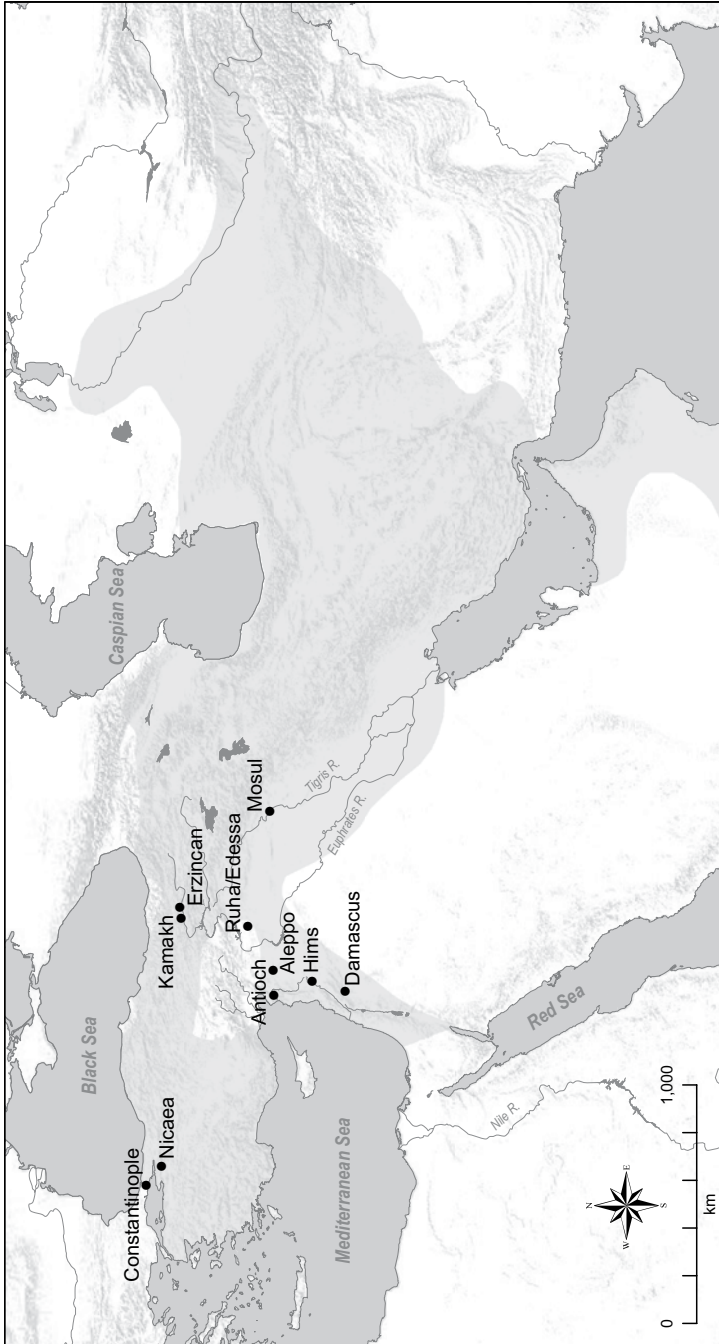 Black Sea
Caspian Sea
Constantinople
Nicaea
Kamakh
Erzincan
Ruha/Edessa
Mosul
Antioch
Aleppo
Hims
Damascus
Tigris R.
Euphrates R.
Mediterranean Sea
Red Sea
Nile R.
N
W
E
S
0
1,000
km